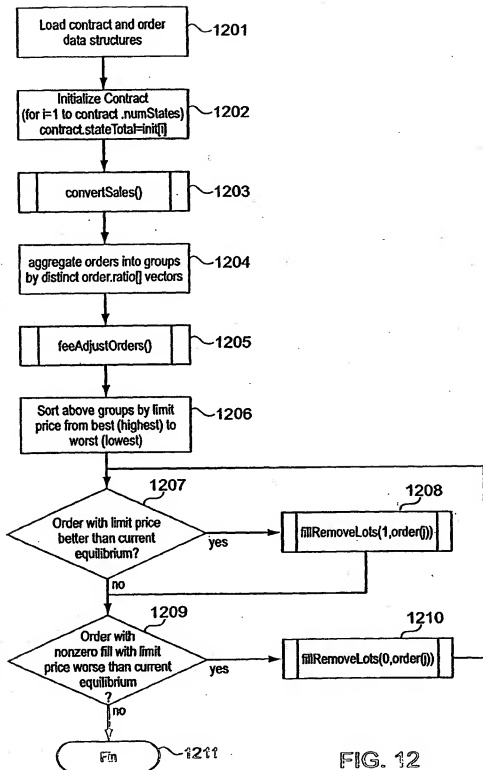 Load contract and order
data structures
1201
Initialize Contract
(for i=1 to contract .numStates)
contract.stateTotal=init[i]
1202
convertSales()
1203
aggregate orders into groups
by distinct order.ratio[] vectors
1204
feeAdjustOrders()
1205
Sort above groups by limit
price from best (highest) to
worst (lowest)
1206
1207
Order with limit price
better than current
equilibrium?
yes
1208
fillRemoveLots(1,order(j))
no
1209
Order with
nonzero fill with limit
price worse than current
equilibrium
?
yes
1210
fillRemoveLots(0,order(j))
no
Fin
1211
FIG. 12